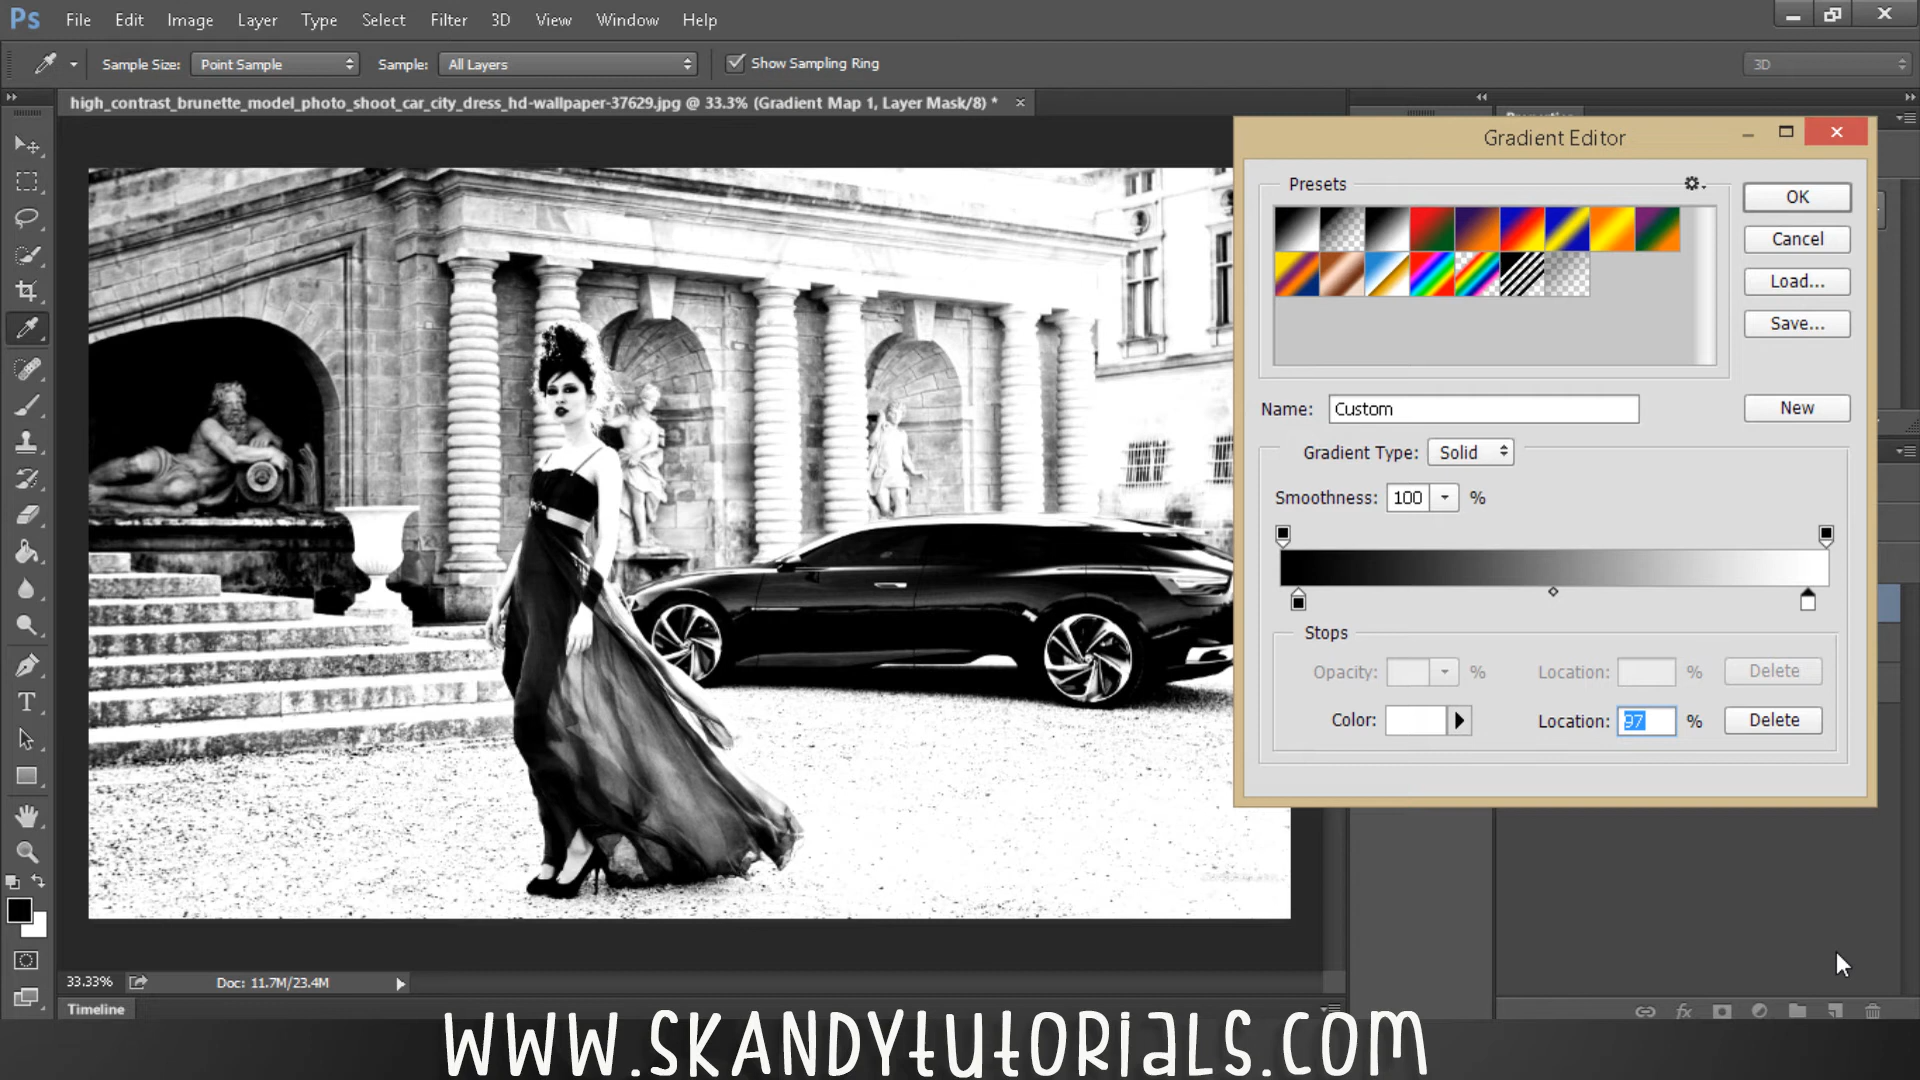 Ps File Edit Image Layer Type Select Filter 3D View Window Help
Sample Size: Point Sample Sample: All Layers Show Sampling Ring 3D
high_contrast_brunette_model_photo_shoot_car_city_dress_hd-wallpaper-37629.jpg @ 33.3% (Gradient Map 1, Layer Mask/8) *
Gradient Editor
Presets
OK
Cancel
Load...
Save...
Name: Custom
New
Gradient Type: Solid
Smoothness: 100 %
Stops
Opacity: % Location: % Delete
Color: Location: 97 % Delete
33.33% Doc: 11.7M/23.4M
Timeline
fx
www.SKANDYtutorials.com